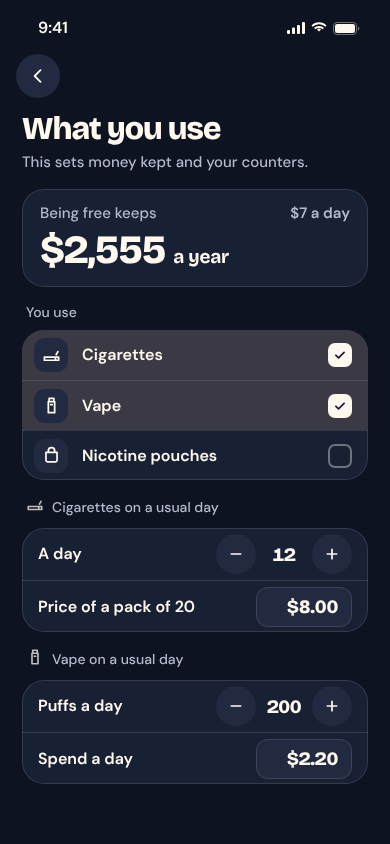 9:41
What you use
This sets money kept and your counters.
Being free keeps
$7 a day
$2,555 a year
You use
Cigarettes
Vape
Nicotine pouches
Cigarettes on a usual day
A day
12
Price of a pack of 20
$8.00
Vape on a usual day
Puffs a day
200
Spend a day
$2.20